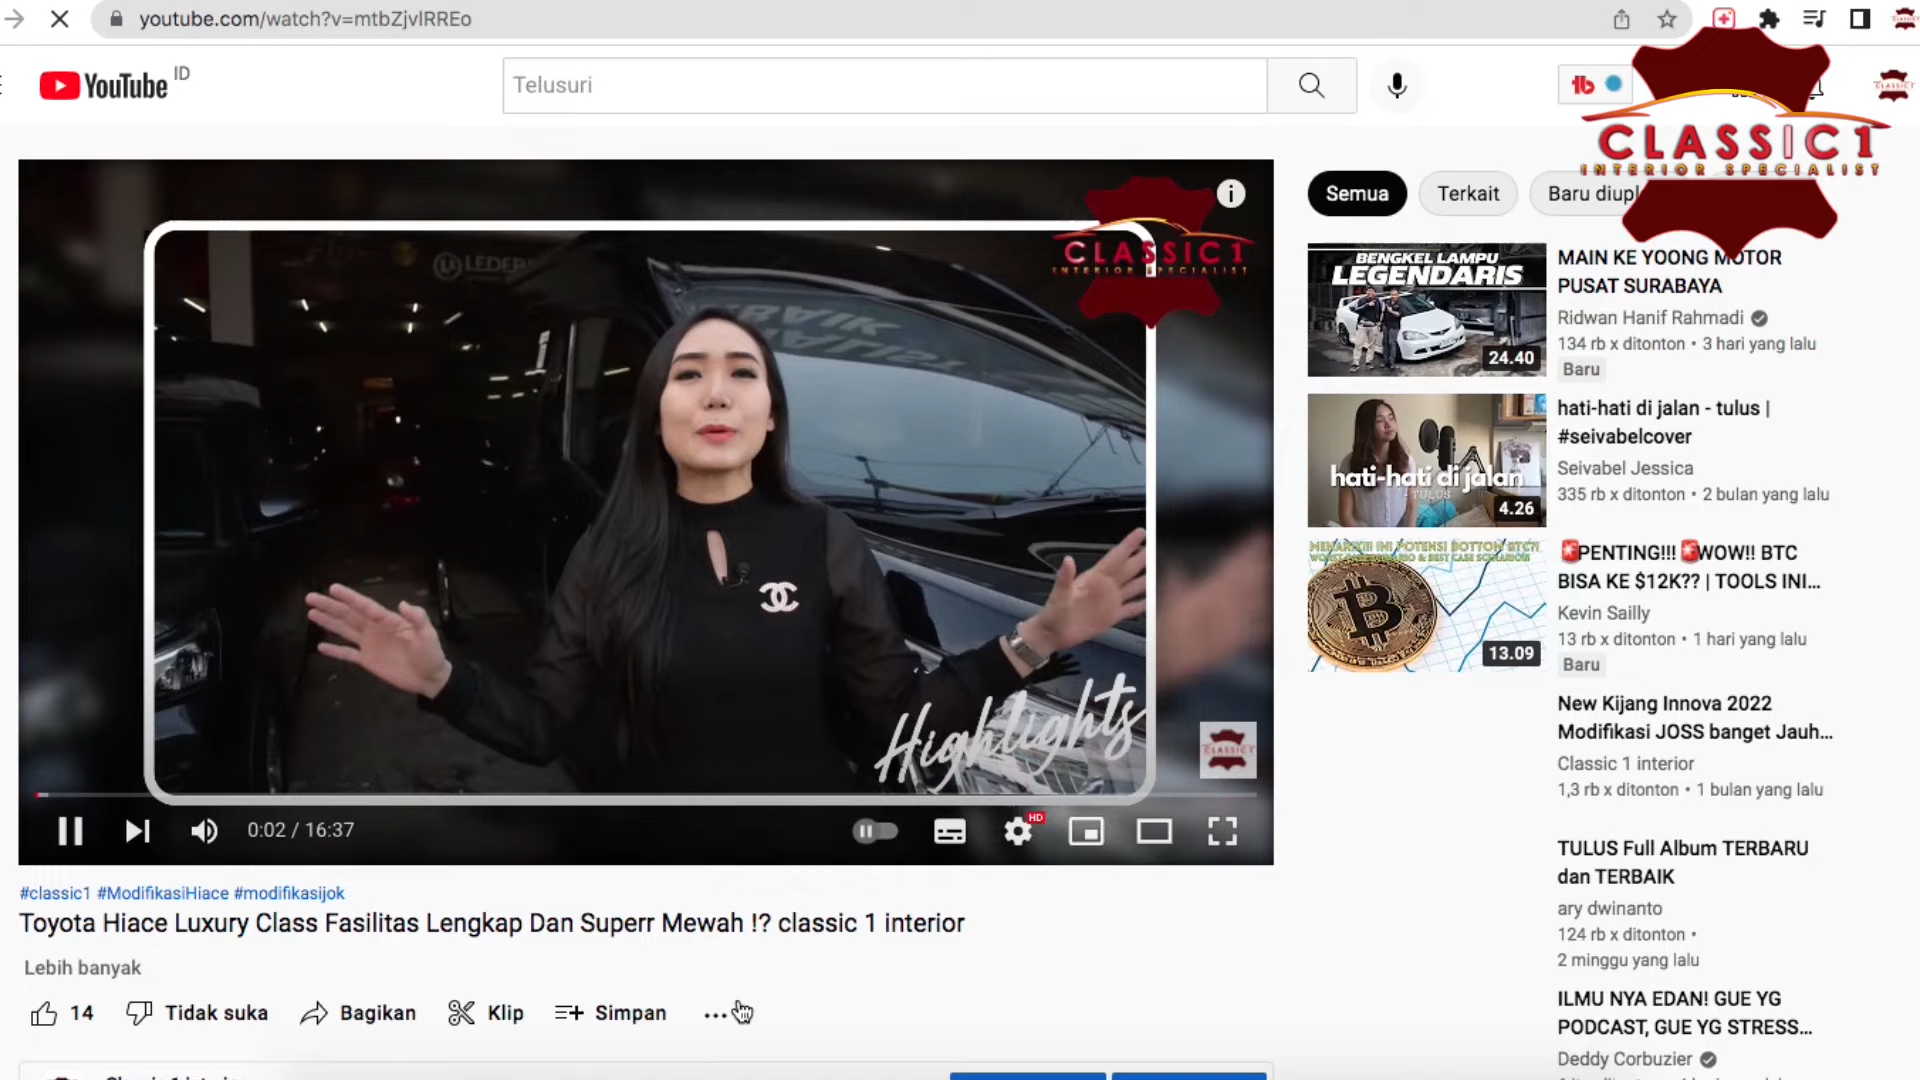 youtube.com/watch?v=mtbZjvlRREo
YouTube ID
Telusuri
CLASSIC1
INTERIOR SPECIALIST
CLASSIC1
INTERIOR SPECIALIST
Highlights
CLASSIC1
0:02 / 16:37
HD
#classic1 #ModifikasiHiace #modifikasijok
Toyota Hiace Luxury Class Fasilitas Lengkap Dan Superr Mewah !? classic 1 interior
Lebih banyak
14
Tidak suka
Bagikan
Klip
Simpan
Semua
Terkait
Baru diupl
BENGKEL LAMPU
LEGENDARIS
24.40
MAIN KE YOONG MOTOR
PUSAT SURABAYA
Ridwan Hanif Rahmadi
134 rb x ditonton • 3 hari yang lalu
Baru
hati-hati di jalan
- TULUS
4.26
hati-hati di jalan - tulus |
#seivabelcover
Seivabel Jessica
335 rb x ditonton • 2 bulan yang lalu
13.09
🚨PENTING!!! 🚨WOW!! BTC
BISA KE $12K?? | TOOLS INI...
Kevin Sailly
13 rb x ditonton • 1 hari yang lalu
Baru
New Kijang Innova 2022
Modifikasi JOSS banget Jauh...
Classic 1 interior
1,3 rb x ditonton • 1 bulan yang lalu
TULUS Full Album TERBARU
dan TERBAIK
ary dwinanto
124 rb x ditonton •
2 minggu yang lalu
ILMU NYA EDAN! GUE YG
PODCAST, GUE YG STRESS...
Deddy Corbuzier